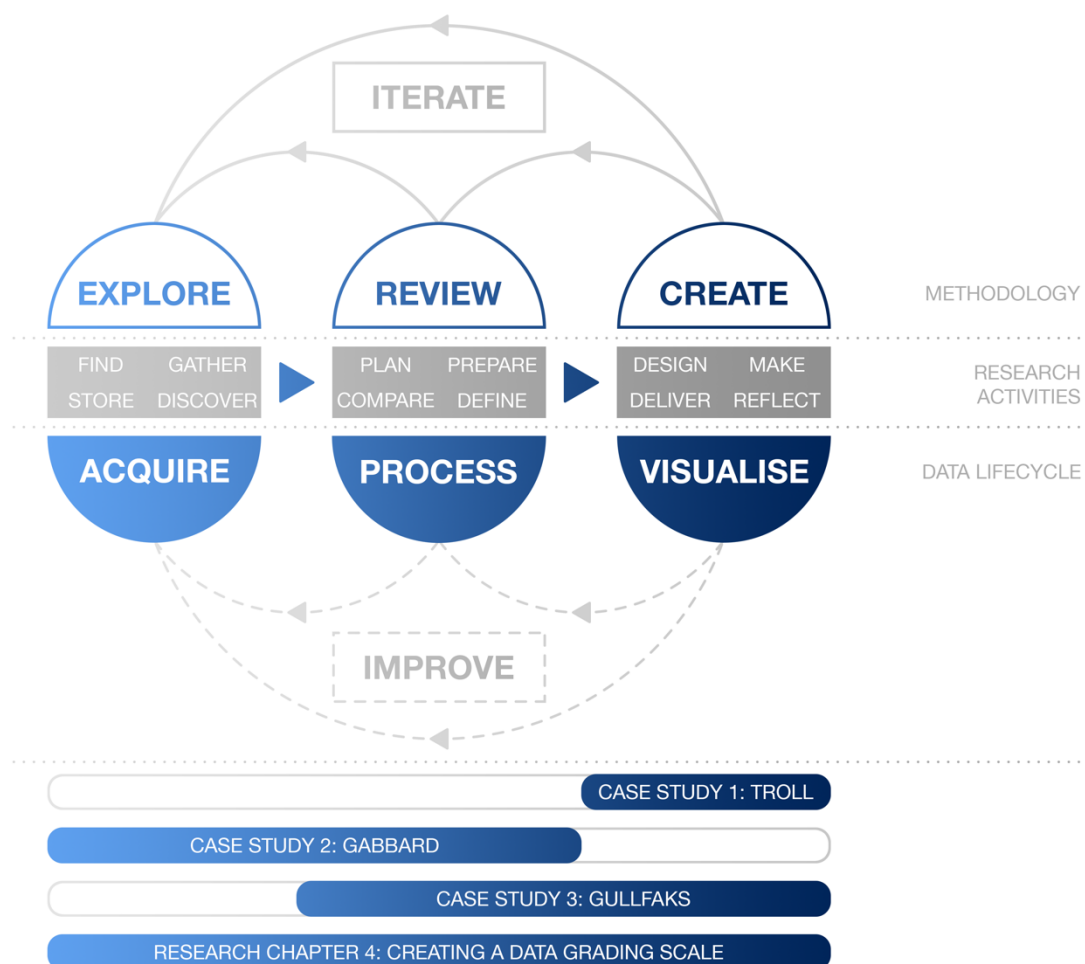 ITERATE
EXPLORE REVIEW CREATE METHODOLOGY
FIND GATHER PLAN PREPARE DESIGN MAKE RESEARCH
STORE DISCOVER COMPARE DEFINE DELIVER REFLECT ACTIVITIES
ACQUIRE PROCESS VISUALISE DATA LIFECYCLE
IMPROVE
CASE STUDY 1: TROLL
CASE STUDY 2: GABBARD
CASE STUDY 3: GULLFAKS
RESEARCH CHAPTER 4: CREATING A DATA GRADING SCALE